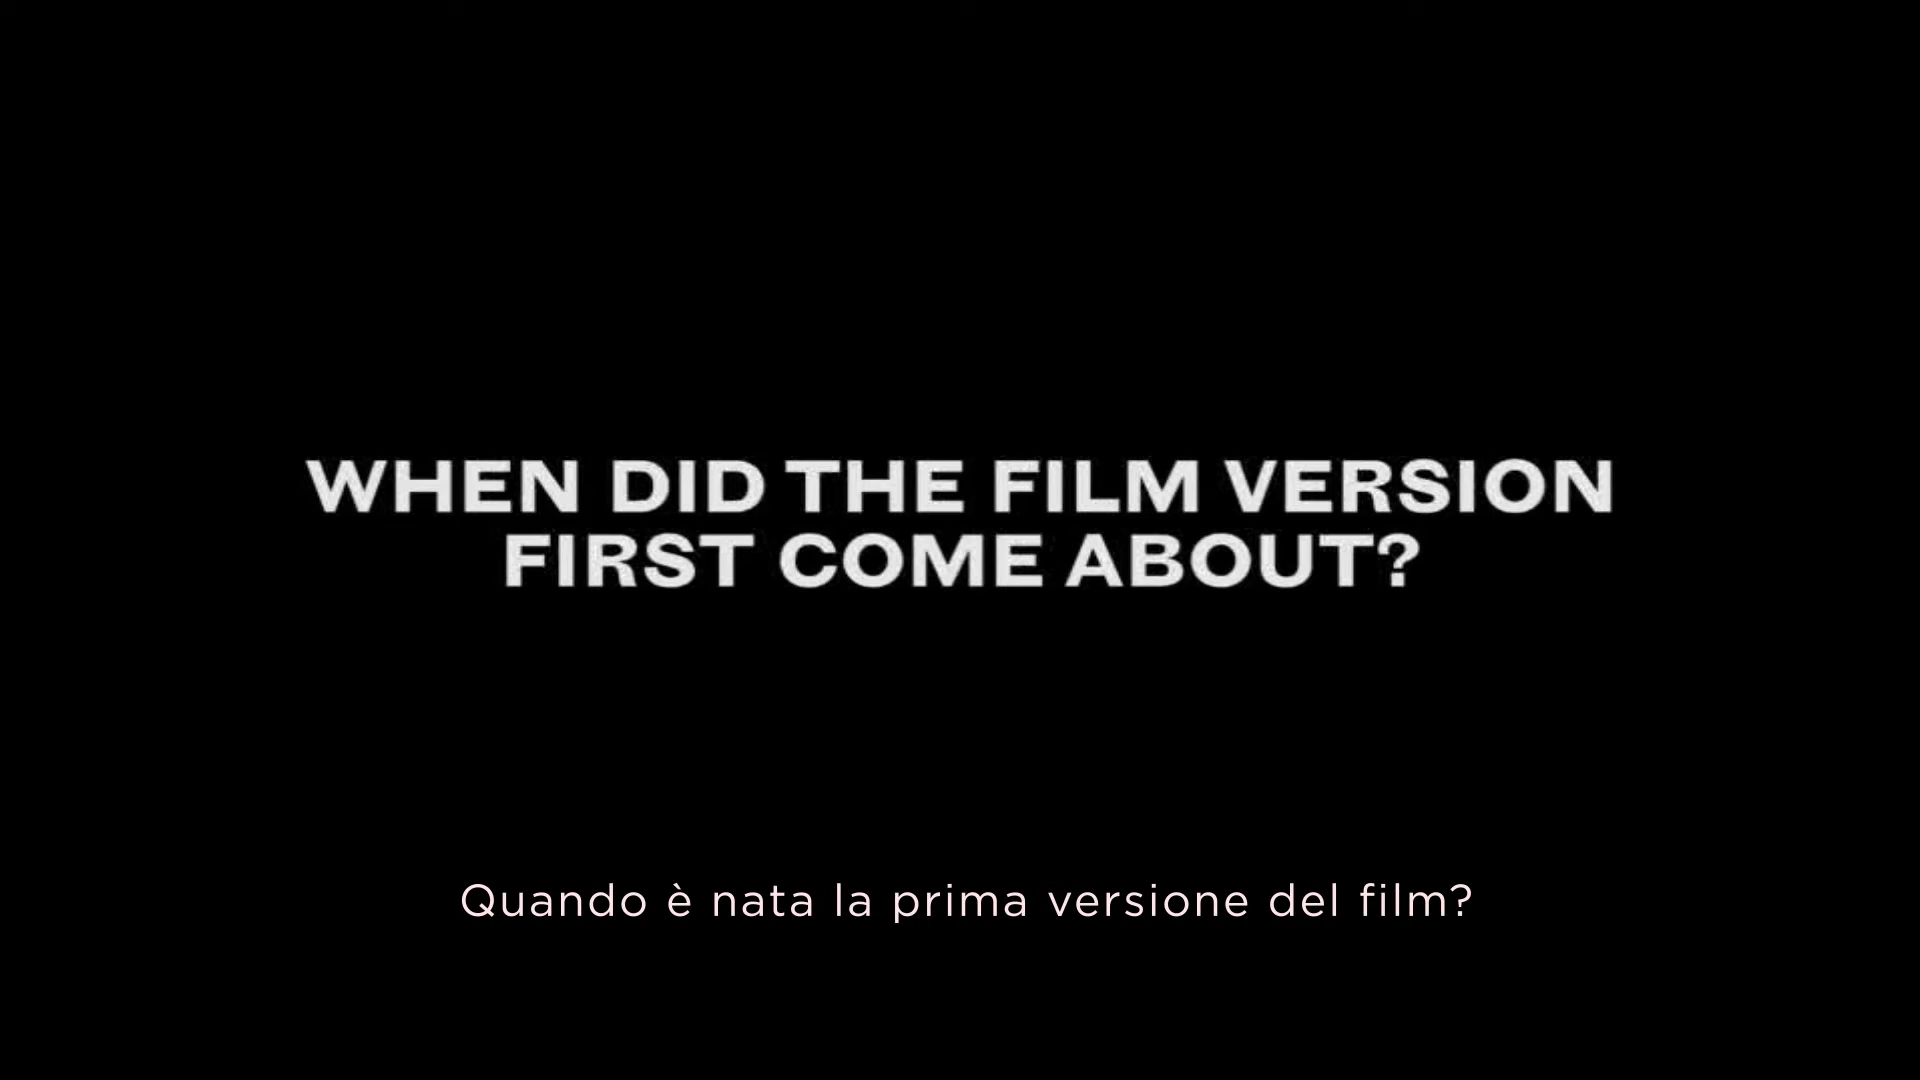 WHEN DID THE FILM VERSION
FIRST COME ABOUT?
Quando è nata la prima versione del film?